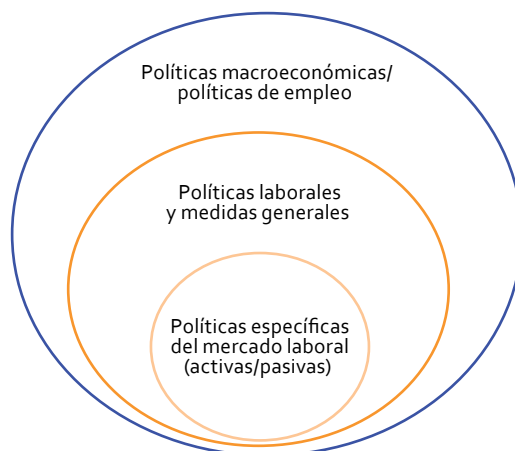 Políticas macroeconómicas/
políticas de empleo
Políticas laborales
y medidas generales
Políticas específicas
del mercado laboral
(activas/pasivas)